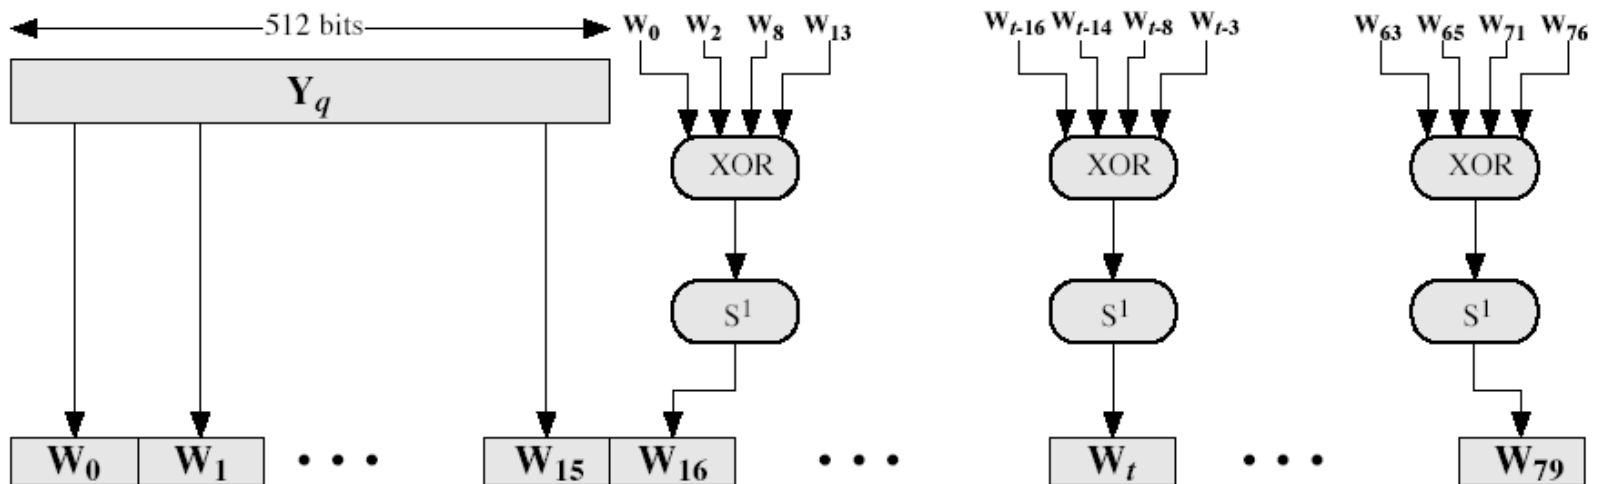 512 bits
W0 W2 W8 W13
Wt-16 Wt-14 Wt-8 Wt-3
W63 W65 W71 W76
Yq
XOR XOR XOR
S1 S1 S1
W0 W1 • • • W15 W16 • • • Wt • • • W79